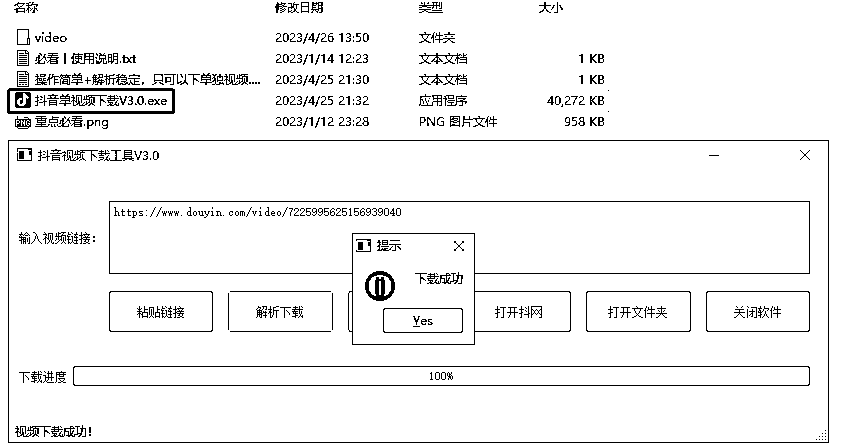 名称 修改日期 类型 大小
video 2023/4/26 13:50 文件夹
必看丨使用说明.txt 2023/1/14 12:23 文本文档 1 KB
操作简单+解析稳定，只可以下单独视频.... 2023/4/25 21:30 文本文档 1 KB
抖音单视频下载V3.0.exe 2023/4/25 21:32 应用程序 40,272 KB
重点必看.png 2023/1/12 23:28 PNG 图片文件 958 KB
抖音视频下载工具V3.0
https://www.douyin.com/video/7225995625156939040
输入视频链接：
提示
下载成功
Yes
粘贴链接 解析下载 打开抖网 打开文件夹 关闭软件
下载进度 100%
视频下载成功！